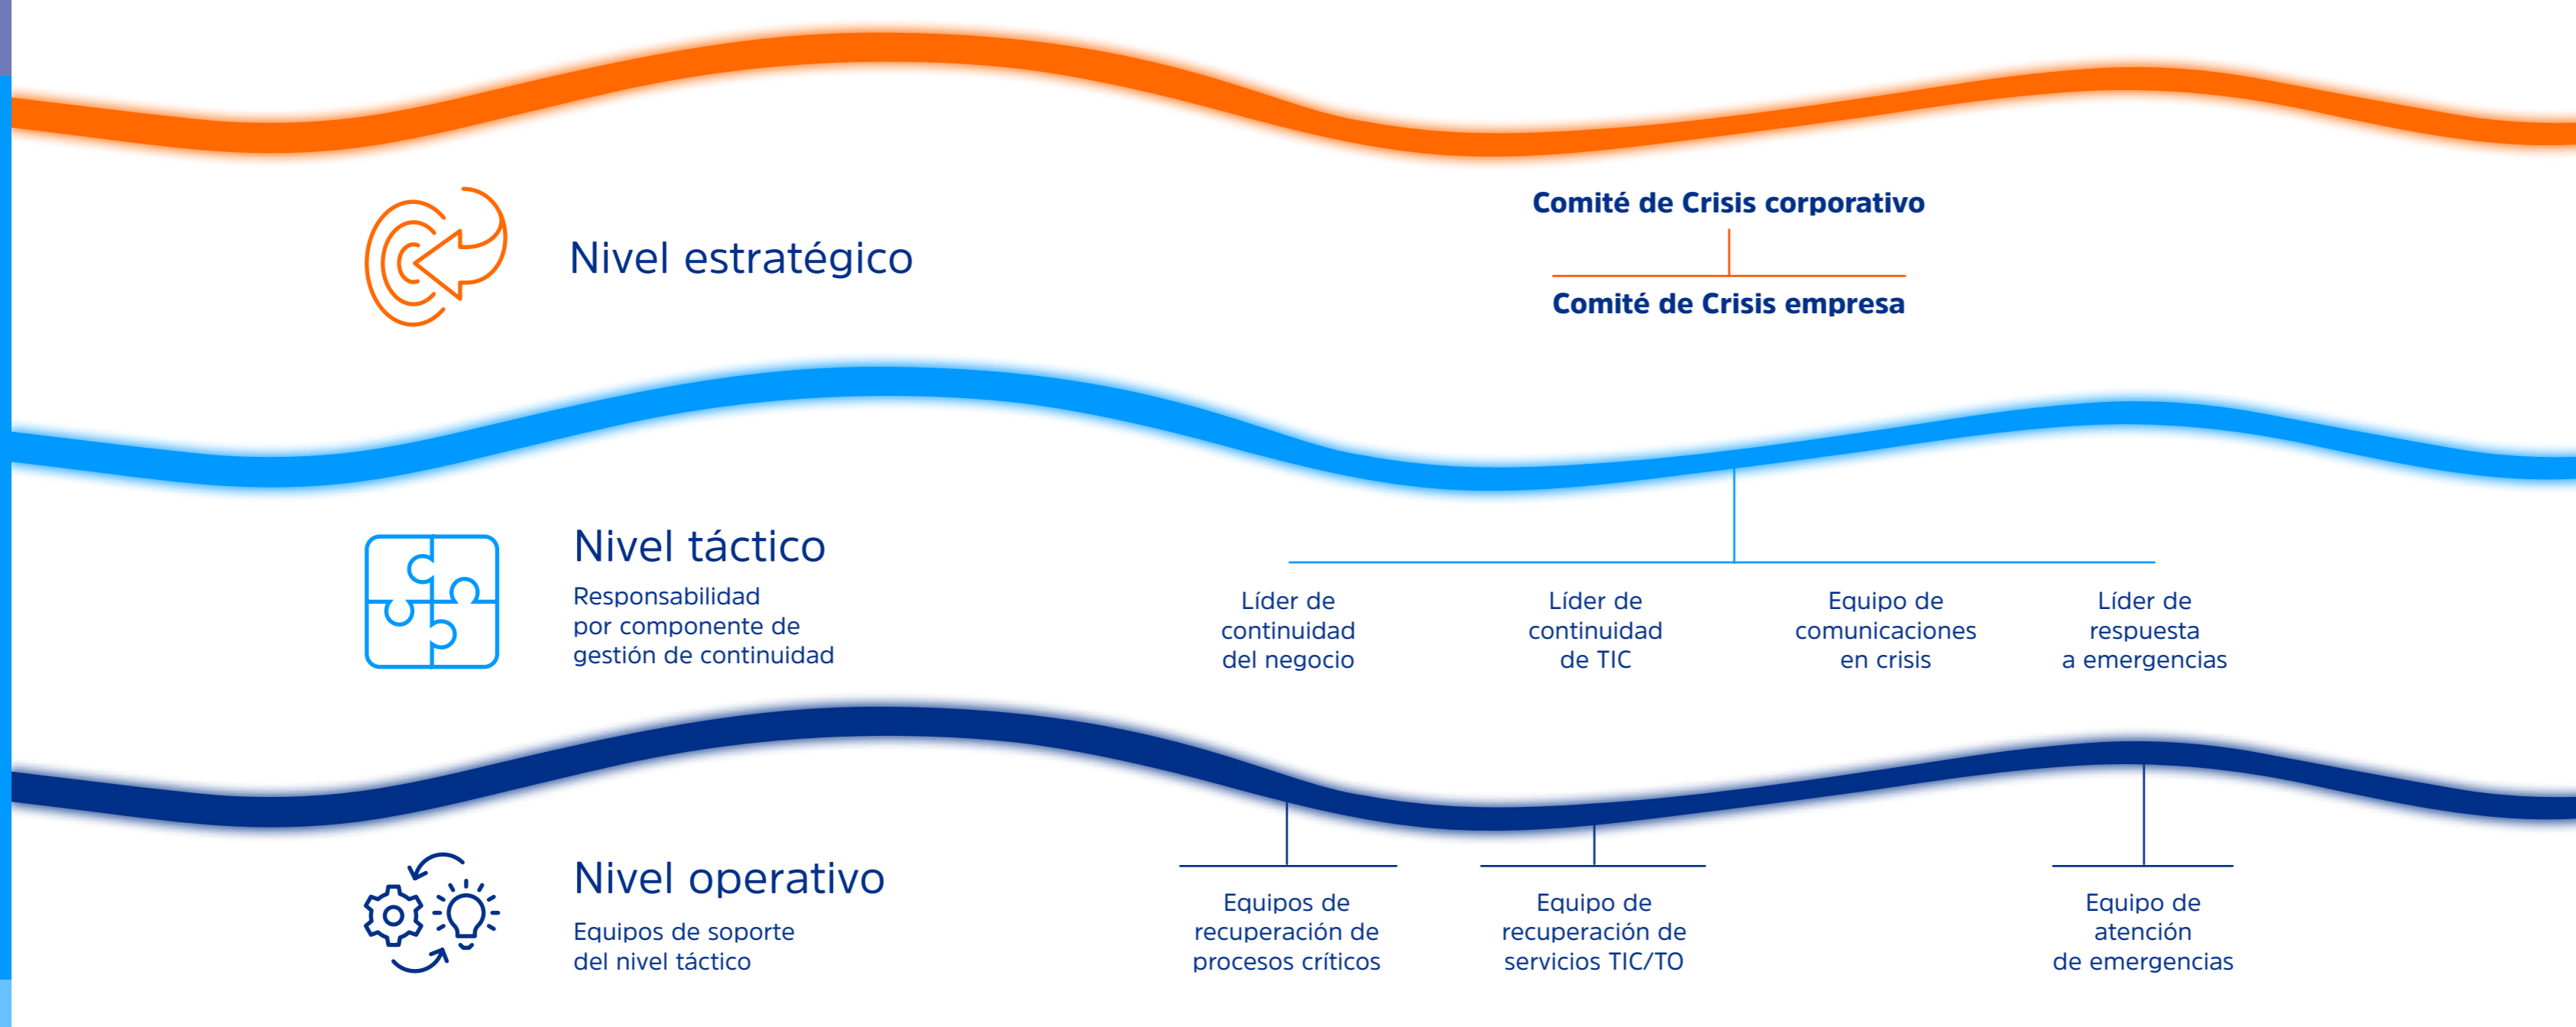 Nivel estratégico
Comité de Crisis corporativo
Comité de Crisis empresa
Nivel táctico
Responsabilidad
por componente de
gestión de continuidad
Líder de
continuidad
del negocio
Líder de
continuidad
de TIC
Equipo de
comunicaciones
en crisis
Líder de
respuesta
a emergencias
Nivel operativo
Equipos de soporte
del nivel táctico
Equipos de
recuperación de
procesos críticos
Equipo de
recuperación de
servicios TIC/TO
Equipo de
atención
de emergencias